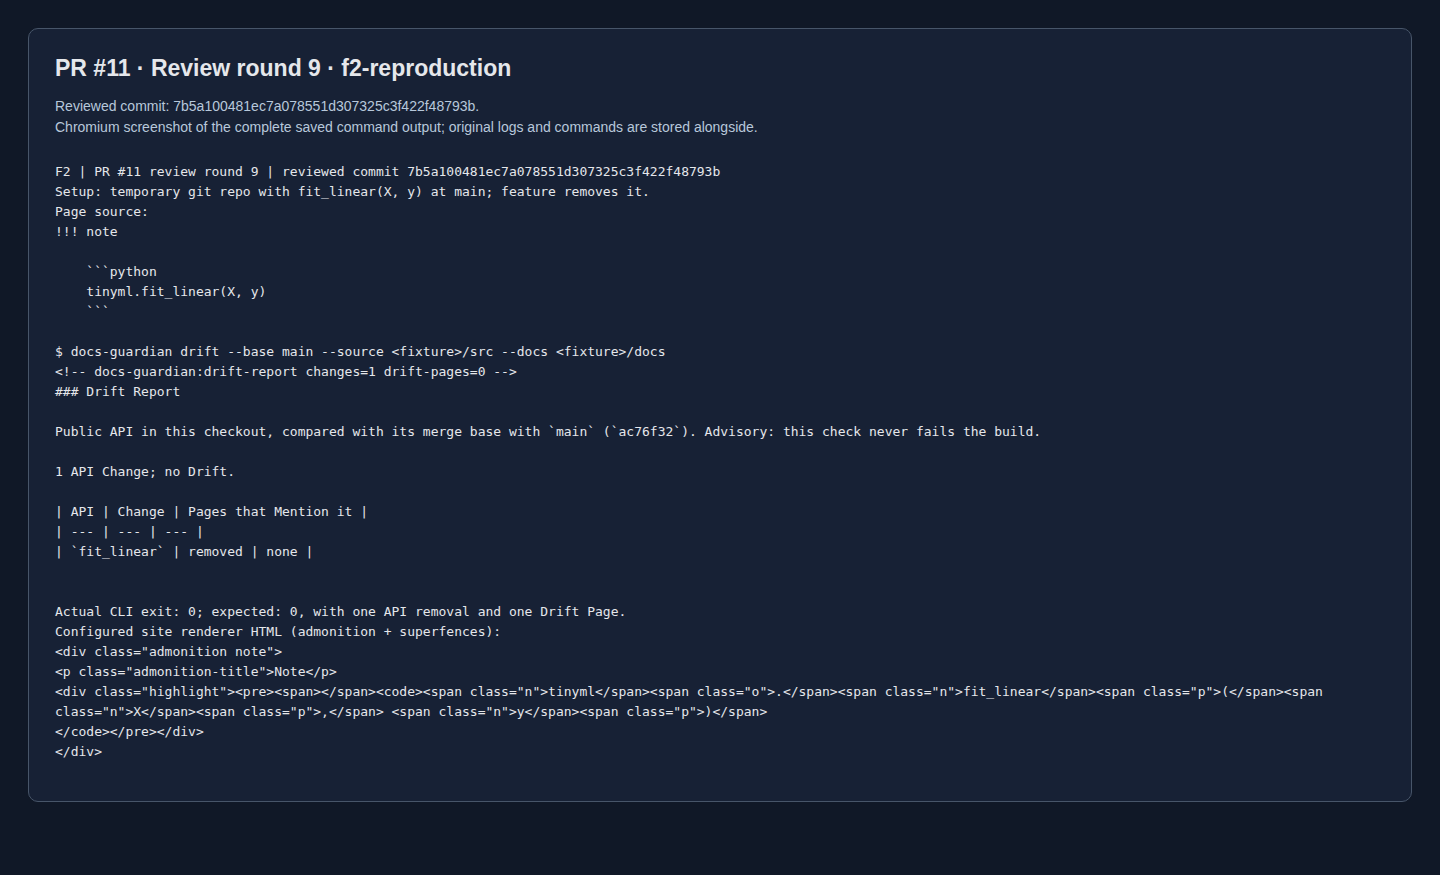 PR #11 · Review round 9 · f2-reproduction
Reviewed commit: 7b5a100481ec7a078551d307325c3f422f48793b.
Chromium screenshot of the complete saved command output; original logs and commands are stored alongside.
F2 | PR #11 review round 9 | reviewed commit 7b5a100481ec7a078551d307325c3f422f48793b
Setup: temporary git repo with fit_linear(X, y) at main; feature removes it.
Page source:
!!! note
    ```python
    tinyml.fit_linear(X, y)
    ```
$ docs-guardian drift --base main --source <fixture>/src --docs <fixture>/docs
<!-- docs-guardian:drift-report changes=1 drift-pages=0 -->
### Drift Report
Public API in this checkout, compared with its merge base with `main` (`ac76f32`). Advisory: this check never fails the build.
1 API Change; no Drift.
| API | Change | Pages that Mention it |
| --- | --- | --- |
| `fit_linear` | removed | none |
Actual CLI exit: 0; expected: 0, with one API removal and one Drift Page.
Configured site renderer HTML (admonition + superfences):
<div class="admonition note">
<p class="admonition-title">Note</p>
<div class="highlight"><pre><span></span><code><span class="n">tinyml</span><span class="o">.</span><span class="n">fit_linear</span><span class="p">(</span><span
class="n">X</span><span class="p">,</span> <span class="n">y</span><span class="p">)</span>
</code></pre></div>
</div>